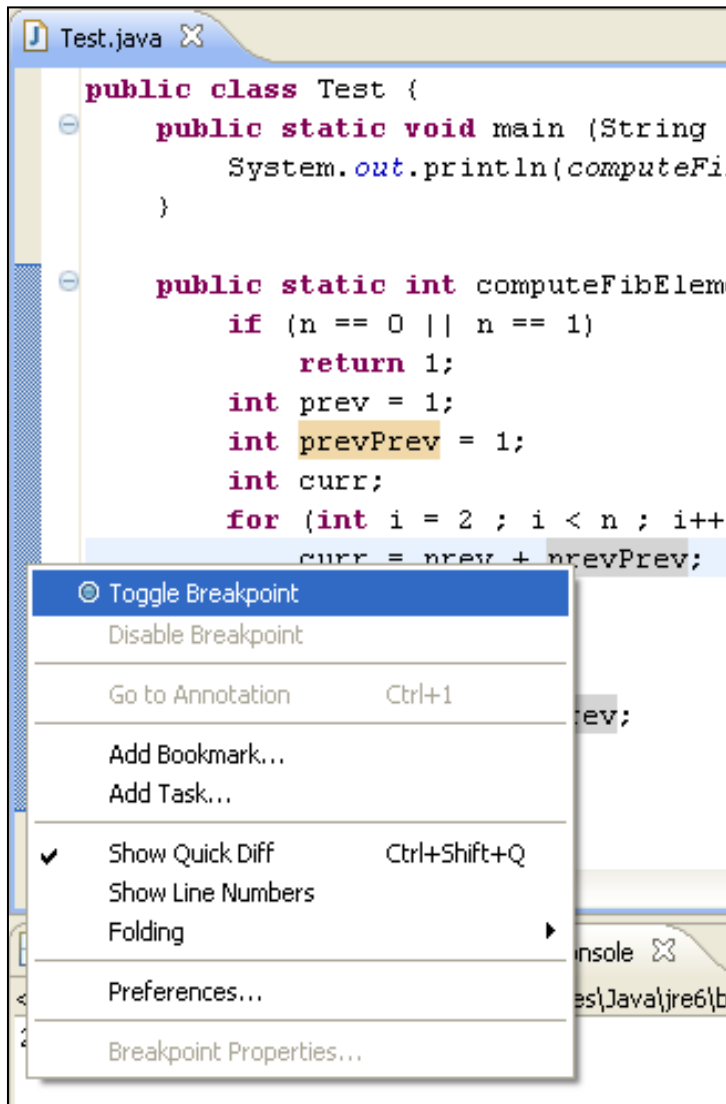 Test.java
public class Test {
public static void main (String
System.out.println(computeFi
}
public static int computeFibElem
if (n == 0 || n == 1)
return 1;
int prev = 1;
int prevPrev = 1;
int curr;
for (int i = 2 ; i < n ; i++
curr = prev + prevPrev;
Toggle Breakpoint
Disable Breakpoint
Go to Annotation Ctrl+1
ev;
Add Bookmark...
Add Task...
Show Quick Diff Ctrl+Shift+Q
Show Line Numbers
Folding
nsole
Preferences...
es\Java\jre6\b
Breakpoint Properties...